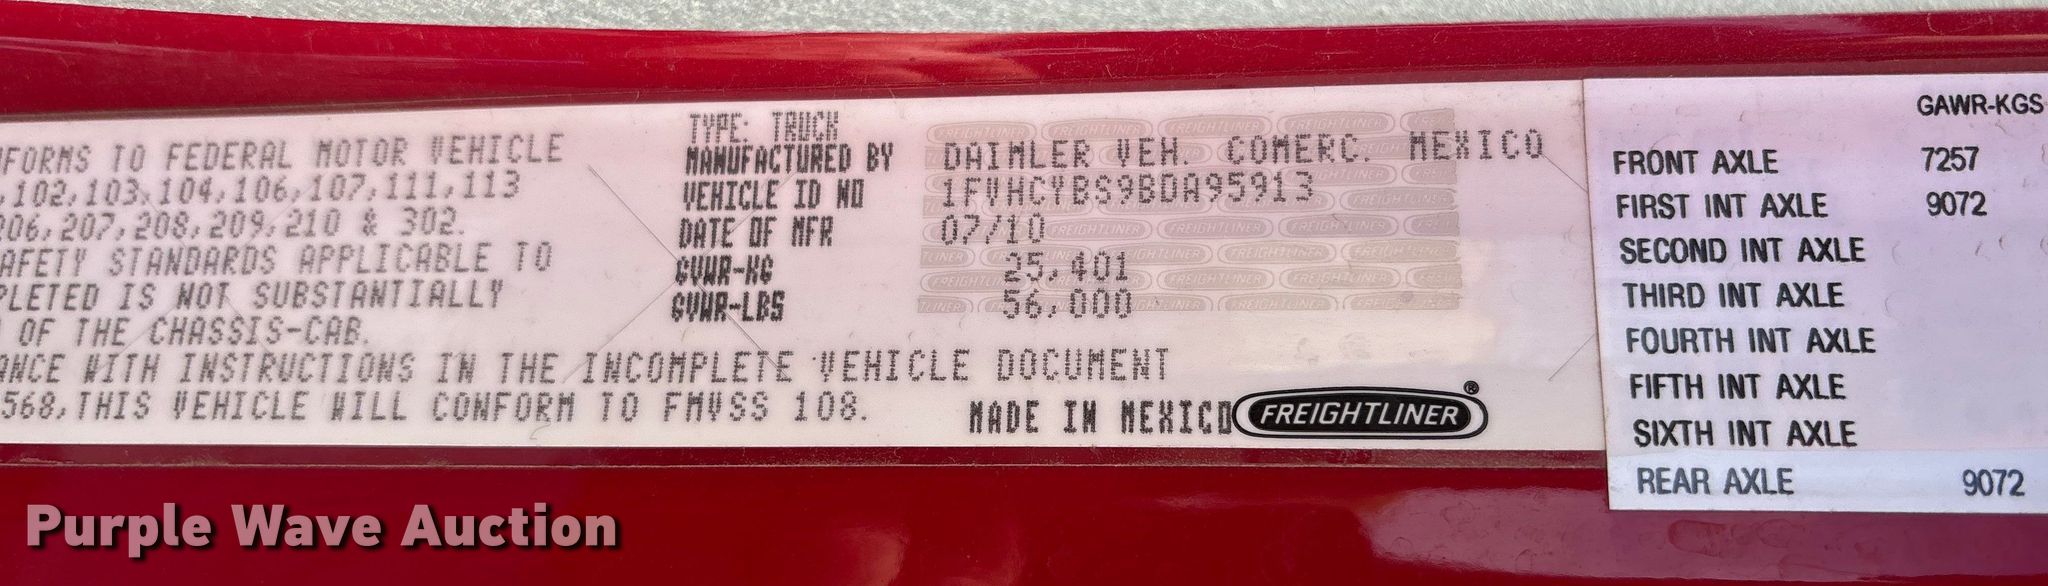 NFORMS TO FEDERAL MOTOR VEHICLE
,102,103,104,106,107,111,113
206,207,208,209,210 & 302.
AFETY STANDARDS APPLICABLE TO
PLETED IS NOT SUBSTANTIALLY
OF THE CHASSIS-CAB.
ANCE WITH INSTRUCTIONS IN THE INCOMPLETE VEHICLE DOCUMENT
568,THIS VEHICLE WILL CONFORM TO FMVSS 108.
TYPE: TRUCK
MANUFACTURED BY DAIMLER VEH. COMERC. MEXICO
VEHICLE ID NO 1FVHCYBS9BDA95913
DATE OF MFR 07/10
GVWR-KG 25,401
GVWR-LBS 56,000
MADE IN MEXICO FREIGHTLINER®
GAWR-KGS
FRONT AXLE 7257
FIRST INT AXLE 9072
SECOND INT AXLE
THIRD INT AXLE
FOURTH INT AXLE
FIFTH INT AXLE
SIXTH INT AXLE
REAR AXLE 9072
Purple Wave Auction